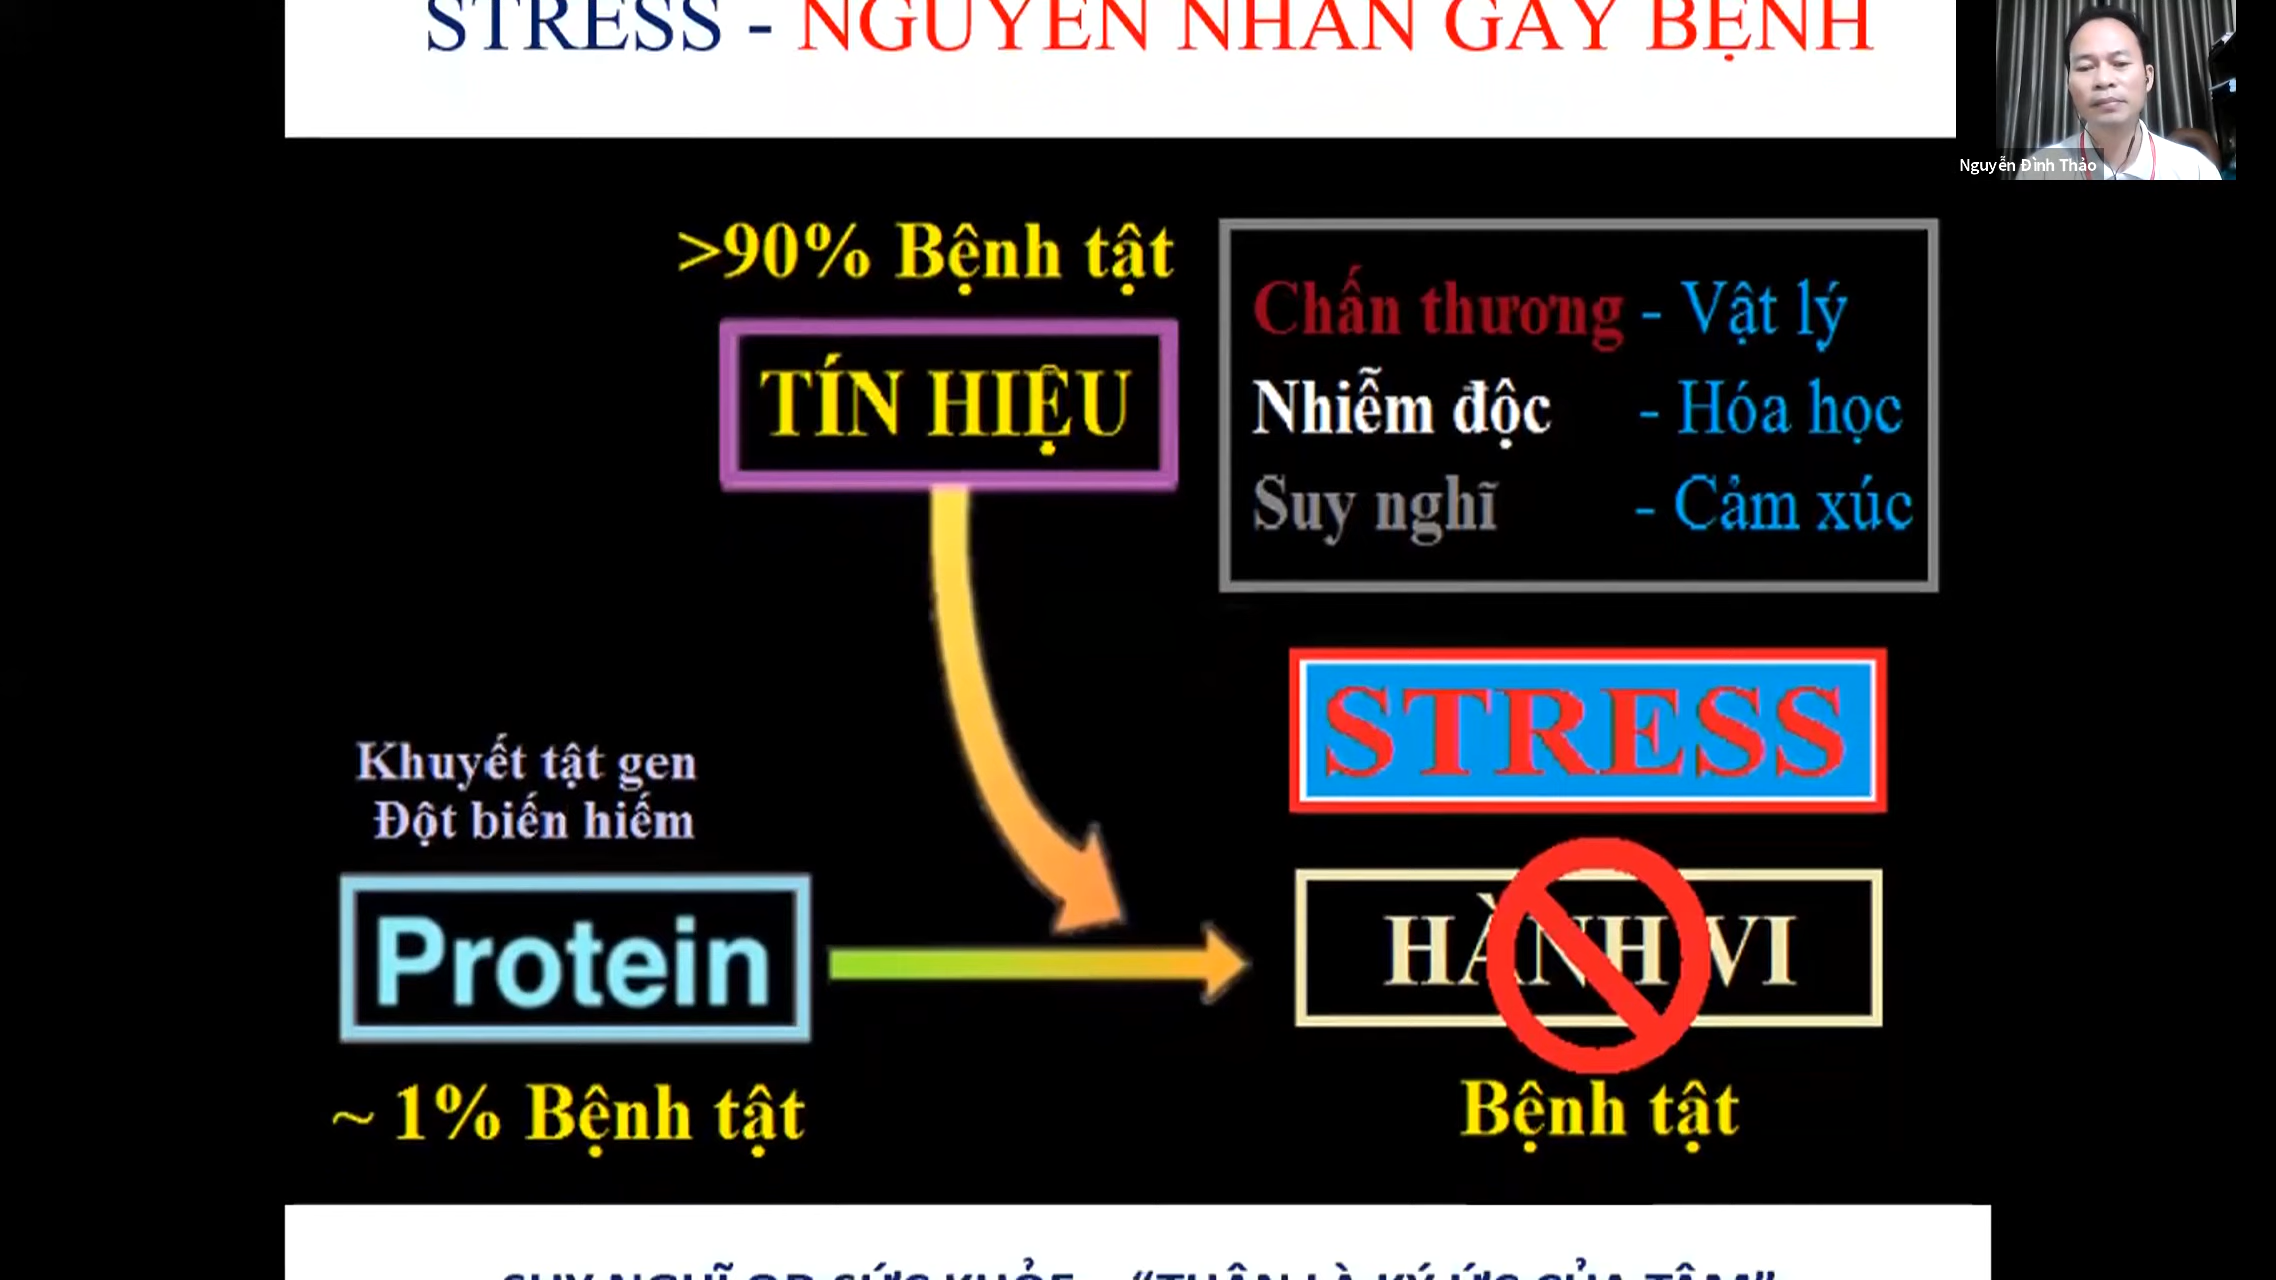 STRESS - NGUYÊN NHÂN GÂY BỆNH
Nguyễn Đình Thảo
>90% Bệnh tật
TÍN HIỆU
Chấn thương - Vật lý
Nhiễm độc - Hóa học
Suy nghĩ - Cảm xúc
STRESS
Khuyết tật gen
Đột biến hiếm
Protein
HÀNH VI
~ 1% Bệnh tật
Bệnh tật